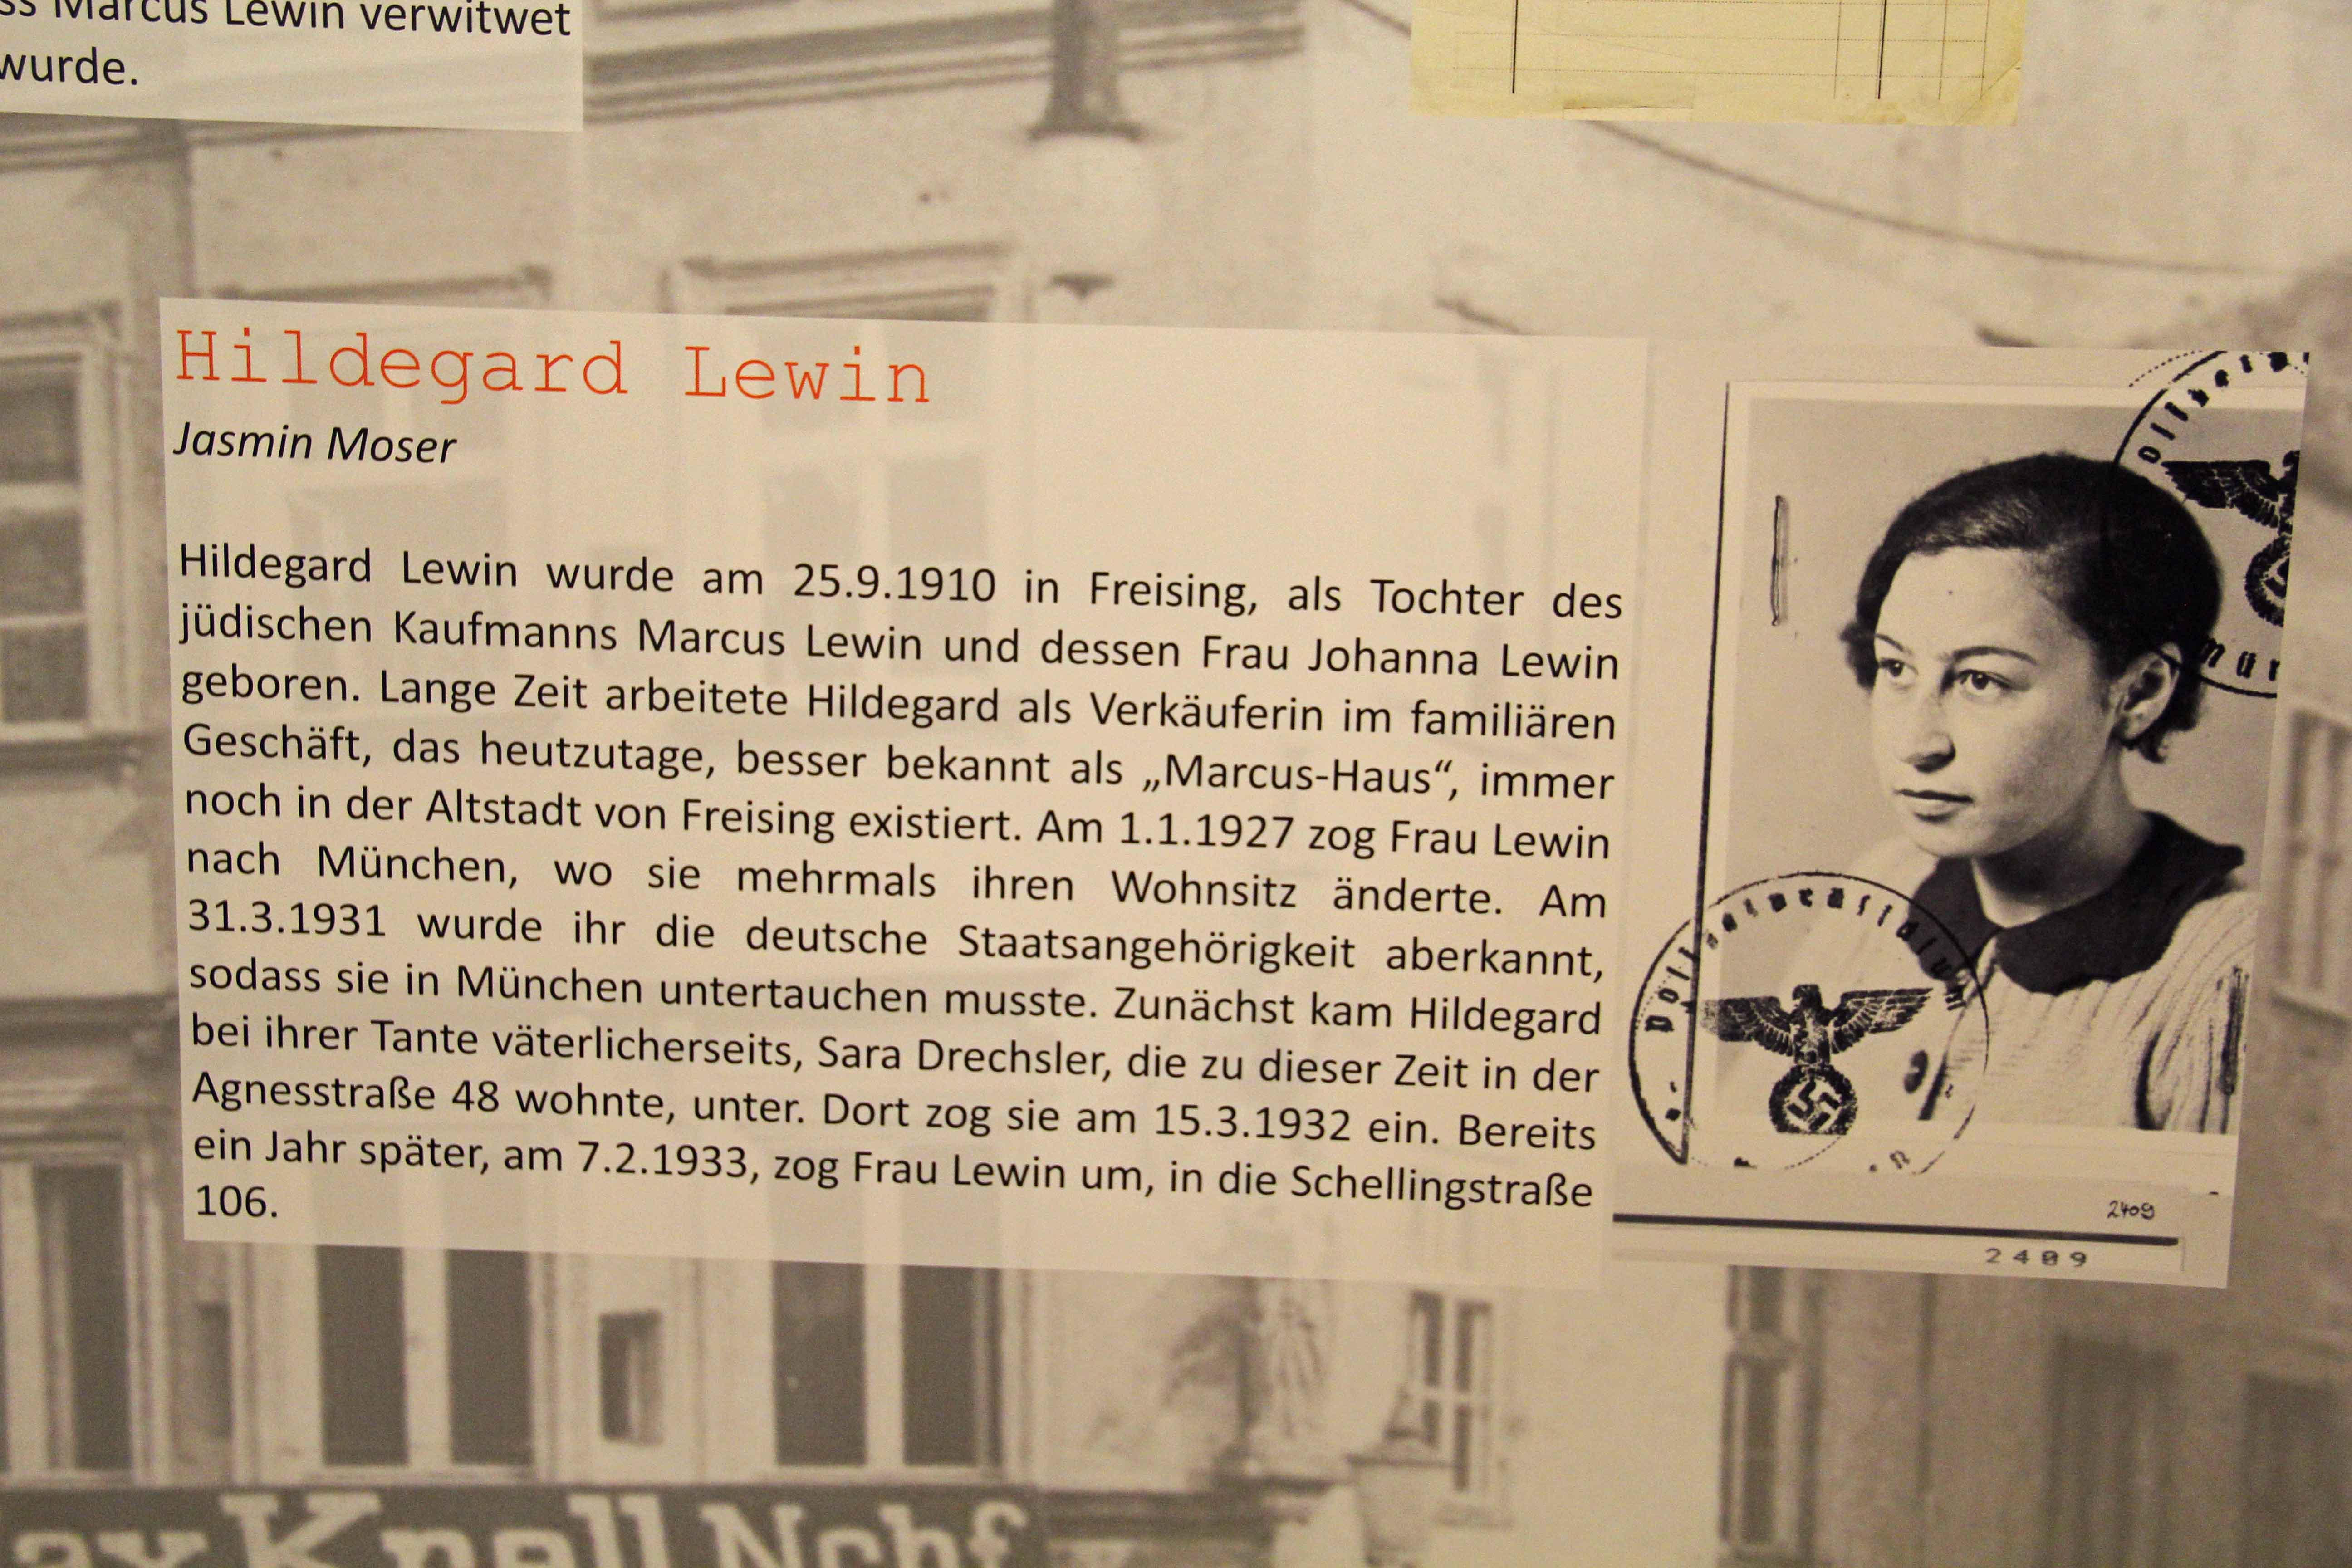 Marcus Lewin verwitwet
wurde.
Hildegard Lewin
Jasmin Moser
Hildegard Lewin wurde am 25.9.1910 in Freising, als Tochter des
jüdischen Kaufmanns Marcus Lewin und dessen Frau Johanna Lewin
geboren. Lange Zeit arbeitete Hildegard als Verkäuferin im familiären
Geschäft, das heutzutage, besser bekannt als „Marcus-Haus“, immer
noch in der Altstadt von Freising existiert. Am 1.1.1927 zog Frau Lewin
nach München, wo sie mehrmals ihren Wohnsitz änderte. Am
31.3.1931 wurde ihr die deutsche Staatsangehörigkeit aberkannt,
sodass sie in München untertauchen musste. Zunächst kam Hildegard
bei ihrer Tante väterlicherseits, Sara Drechsler, die zu dieser Zeit in der
Agnesstraße 48 wohnte, unter. Dort zog sie am 15.3.1932 ein. Bereits
ein Jahr später, am 7.2.1933, zog Frau Lewin um, in die Schellingstraße
106.
2409
2409
Knell Nchf